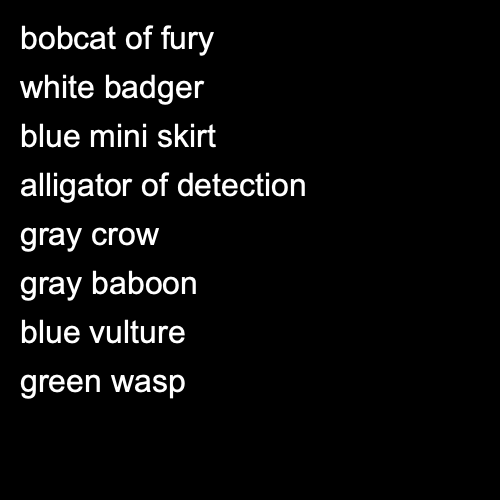 bobcat of fury
white badger
blue mini skirt
alligator of detection
gray crow
gray baboon
blue vulture
green wasp